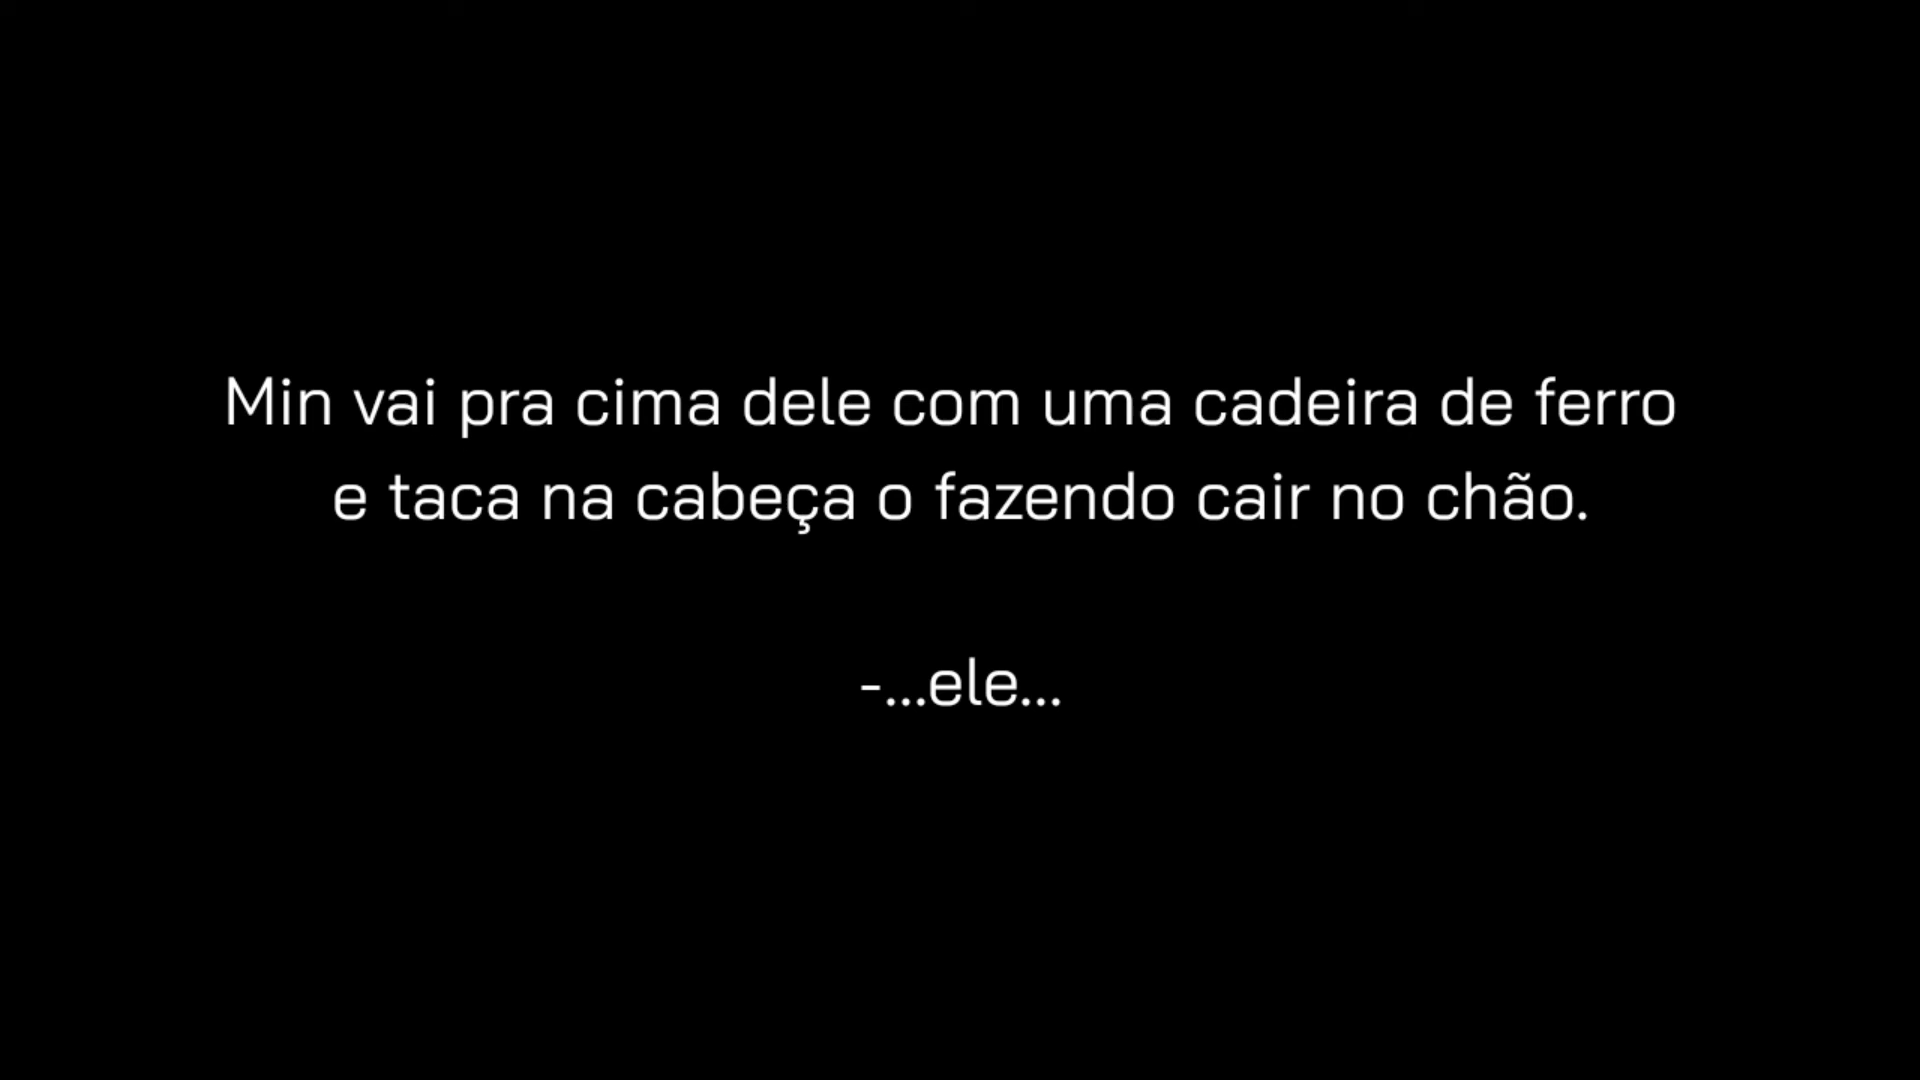 Min vai pra cima dele com uma cadeira de ferro
e taca na cabeça o fazendo cair no chão.
-...ele...